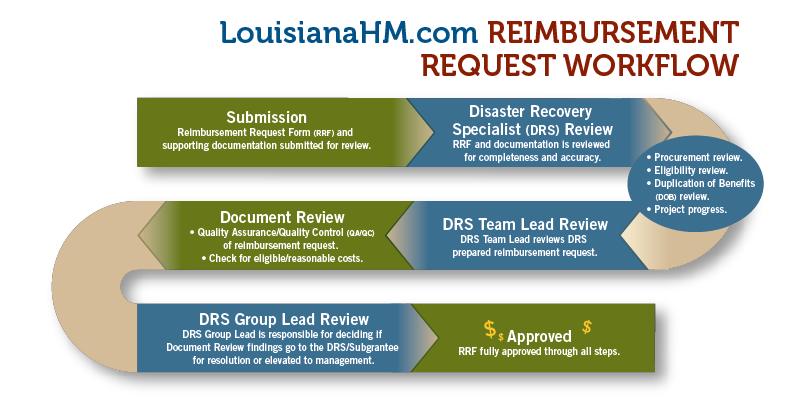 LouisianaHM.com REIMBURSEMENT
REQUEST WORKFLOW
Submission
Reimbursement Request Form (RRF) and
supporting documentation submitted for review.
Disaster Recovery
Specialist (DRS) Review
RRF and documentation is reviewed
for completeness and accuracy.
• Procurement review.
• Eligibility review.
• Duplication of Benefits
(DOB) review.
• Project progress.
DRS Team Lead Review
DRS Team Lead reviews DRS
prepared reimbursement request.
Document Review
• Quality Assurance/Quality Control (QA/QC)
of reimbursement request.
• Check for eligible/reasonable costs.
DRS Group Lead Review
DRS Group Lead is responsible for deciding if
Document Review findings go to the DRS/Subgrantee
for resolution or elevated to management.
$ $ Approved $
RRF fully approved through all steps.